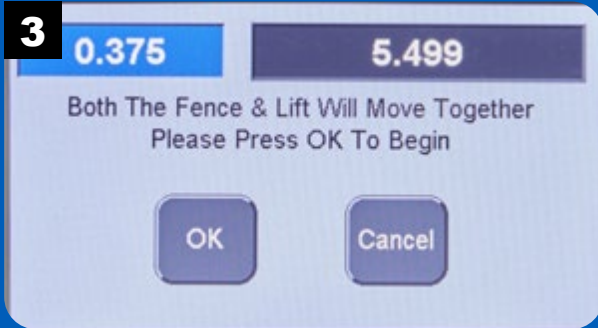 3
0.375 5.499
Both The Fence & Lift Will Move Together
Please Press OK To Begin
OK Cancel